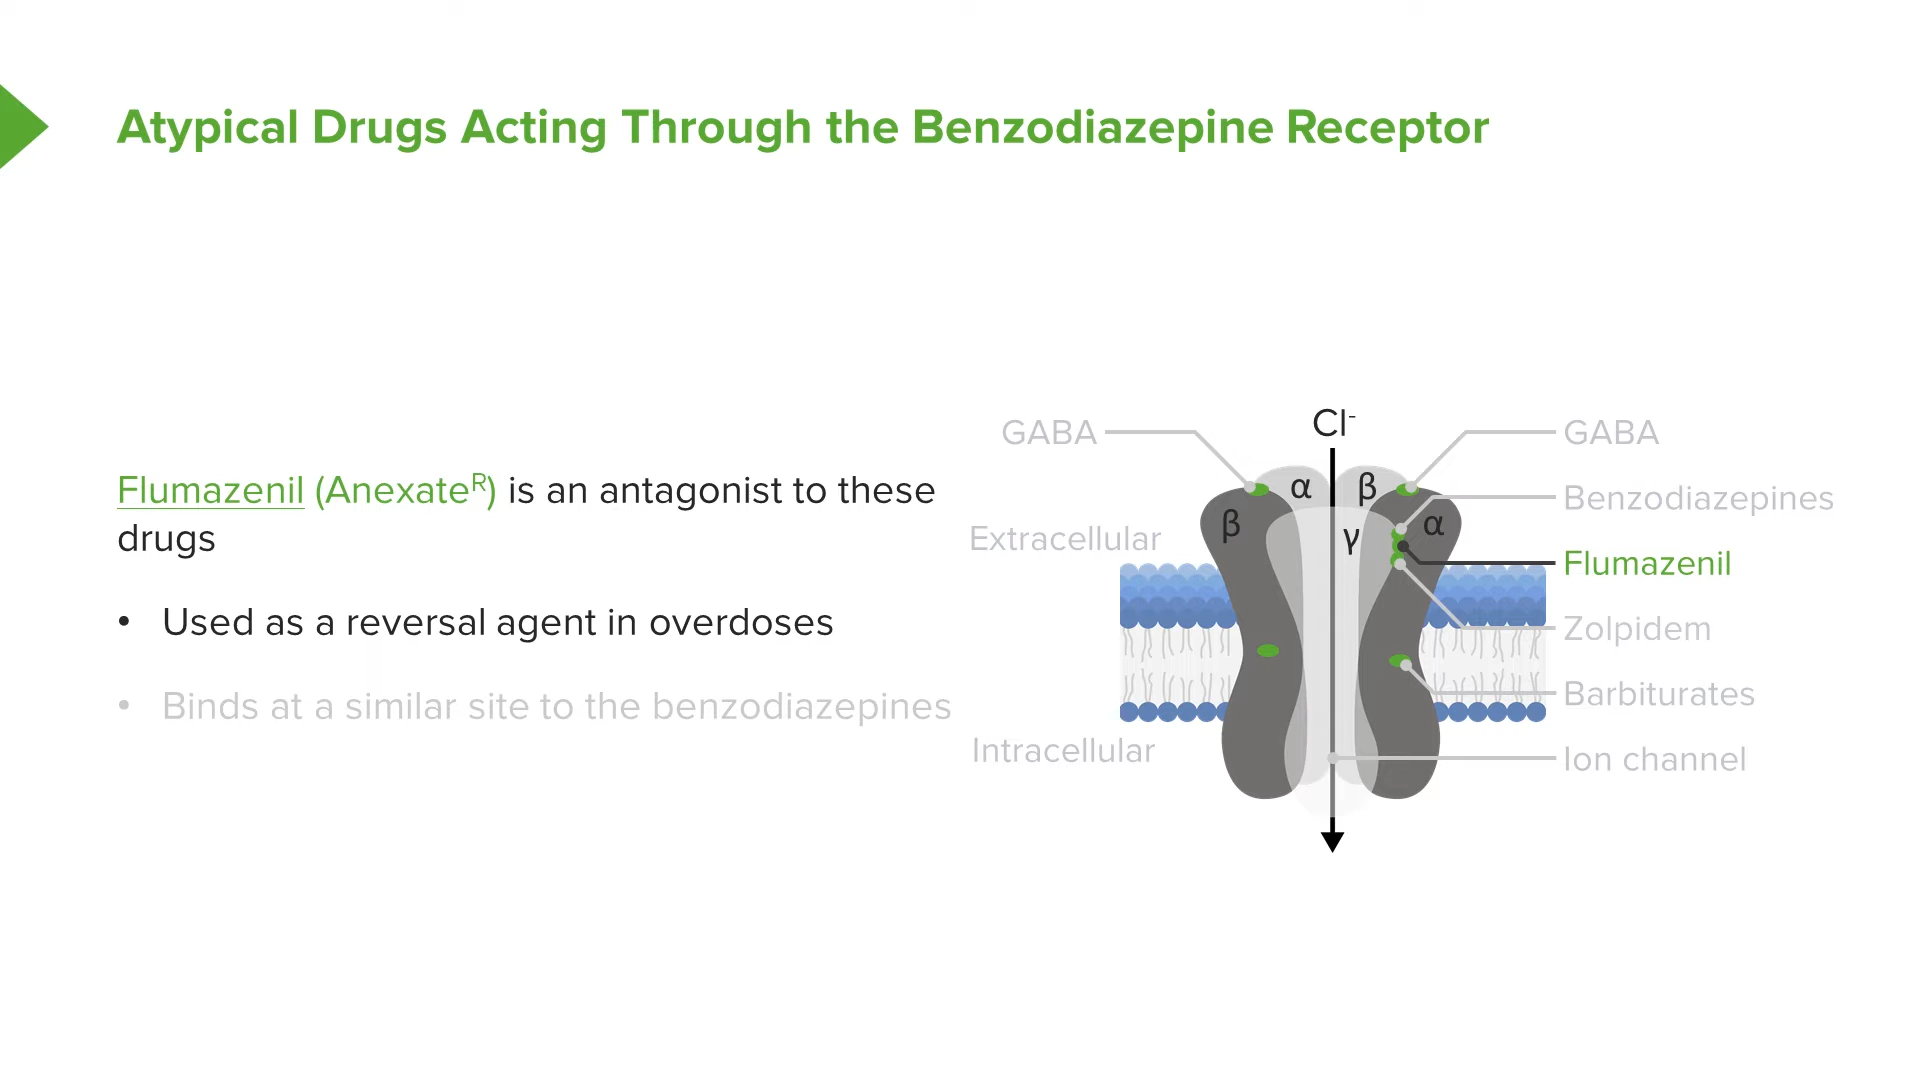 Atypical Drugs Acting Through the Benzodiazepine Receptor
Flumazenil (Anexateᴿ) is an antagonist to these
drugs
• Used as a reversal agent in overdoses
• Binds at a similar site to the benzodiazepines
Cl⁻
GABA
Extracellular
Intracellular
α
β
β
γ
α
GABA
Benzodiazepines
Flumazenil
Zolpidem
Barbiturates
Ion channel